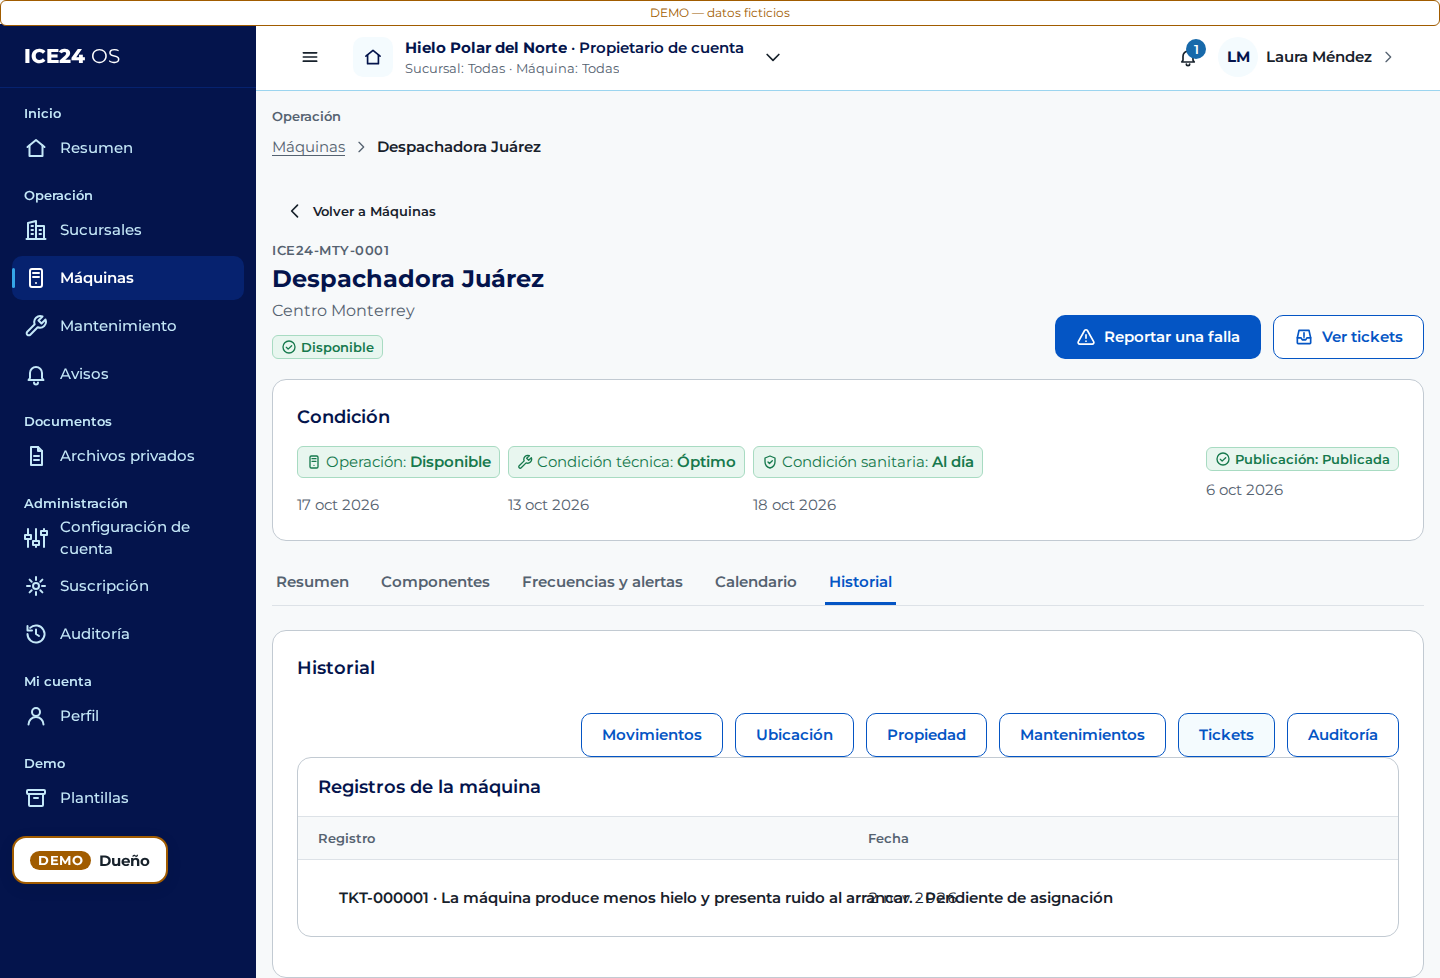 DEMO — datos ficticios
ICE24 OS
Hielo Polar del Norte · Propietario de cuenta
Sucursal: Todas · Máquina: Todas
1
LM
Laura Méndez
Inicio
Resumen
Operación
Sucursales
Máquinas
Mantenimiento
Avisos
Documentos
Archivos privados
Administración
Configuración de
cuenta
Suscripción
Auditoría
Mi cuenta
Perfil
Demo
Plantillas
DEMO Dueño
Operación
Máquinas > Despachadora Juárez
Volver a Máquinas
ICE24-MTY-0001
Despachadora Juárez
Centro Monterrey
Disponible
Reportar una falla
Ver tickets
Condición
Operación: Disponible
Condición técnica: Óptimo
Condición sanitaria: Al día
Publicación: Publicada
17 oct 2026
13 oct 2026
18 oct 2026
6 oct 2026
Resumen
Componentes
Frecuencias y alertas
Calendario
Historial
Historial
Movimientos
Ubicación
Propiedad
Mantenimientos
Tickets
Auditoría
Registros de la máquina
Registro
Fecha
TKT-000001 · La máquina produce menos hielo y presenta ruido al arrancar. · Pendiente de asignación